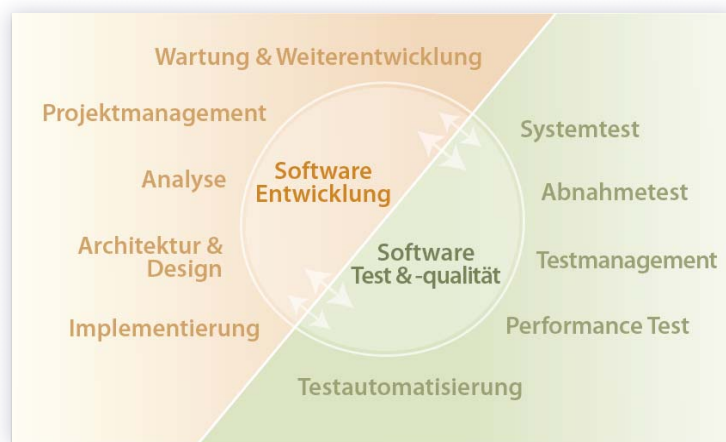 Wartung & Weiterentwicklung
Projektmanagement
Analyse
Architektur &
Design
Implementierung
Software
Entwicklung
Software
Test & -qualität
Systemtest
Abnahmetest
Testmanagement
Performance Test
Testautomatisierung